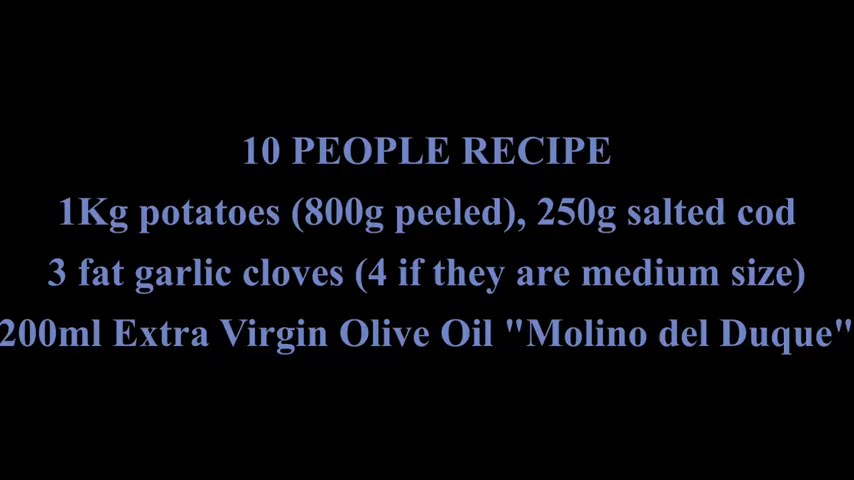 10 PEOPLE RECIPE
1Kg potatoes (800g peeled), 250g salted cod
3 fat garlic cloves (4 if they are medium size)
200ml Extra Virgin Olive Oil "Molino del Duque"